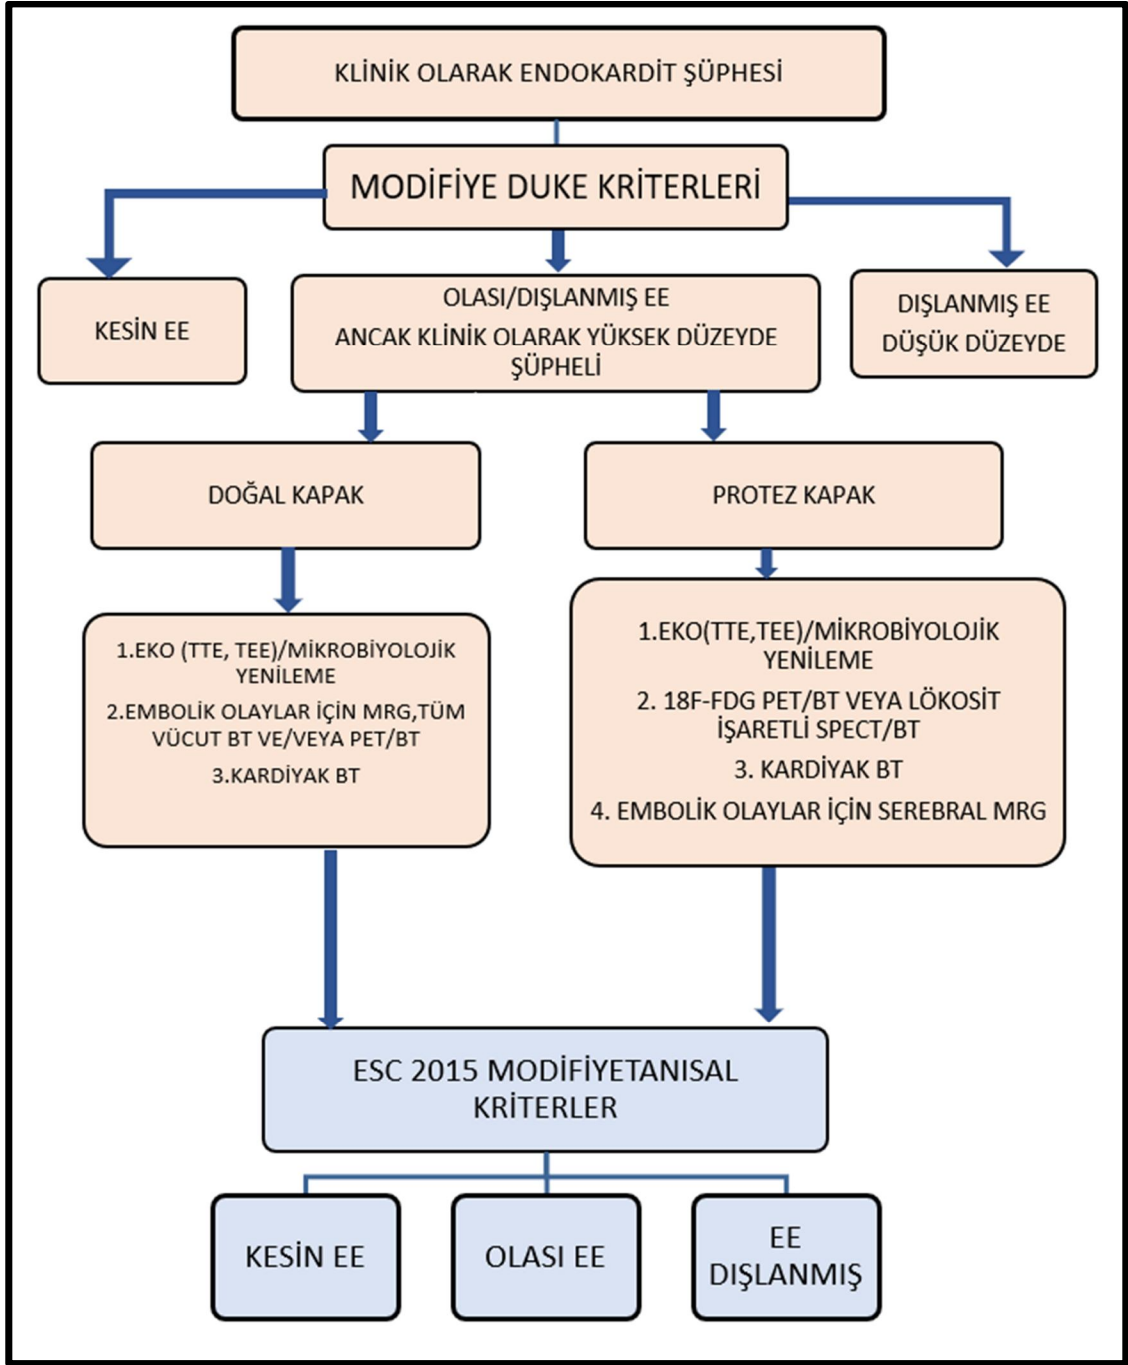 KLİNİK OLARAK ENDOKARDİT ŞÜPHESİ
MODİFİYE DUKE KRİTERLERİ
KESİN EE
OLASI/DIŞLANMIŞ EE
ANCAK KLİNİK OLARAK YÜKSEK DÜZEYDE
ŞÜPHELİ
DIŞLANMIŞ EE
DÜŞÜK DÜZEYDE
DOĞAL KAPAK
PROTEZ KAPAK
1.EKO (TTE, TEE)/MİKROBİYOLOJİK
YENİLEME
2.EMBOLİK OLAYLAR İÇİN MRG,TÜM
VÜCUT BT VE/VEYA PET/BT
3.KARDİYAK BT
1.EKO(TTE,TEE)/MİKROBİYOLOJİK
YENİLEME
2. 18F-FDG PET/BT VEYA LÖKOSİT
İŞARETLİ SPECT/BT
3. KARDİYAK BT
4. EMBOLİK OLAYLAR İÇİN SEREBRAL MRG
ESC 2015 MODİFİYETANISAL
KRİTERLER
KESİN EE
OLASI EE
EE
DIŞLANMIŞ